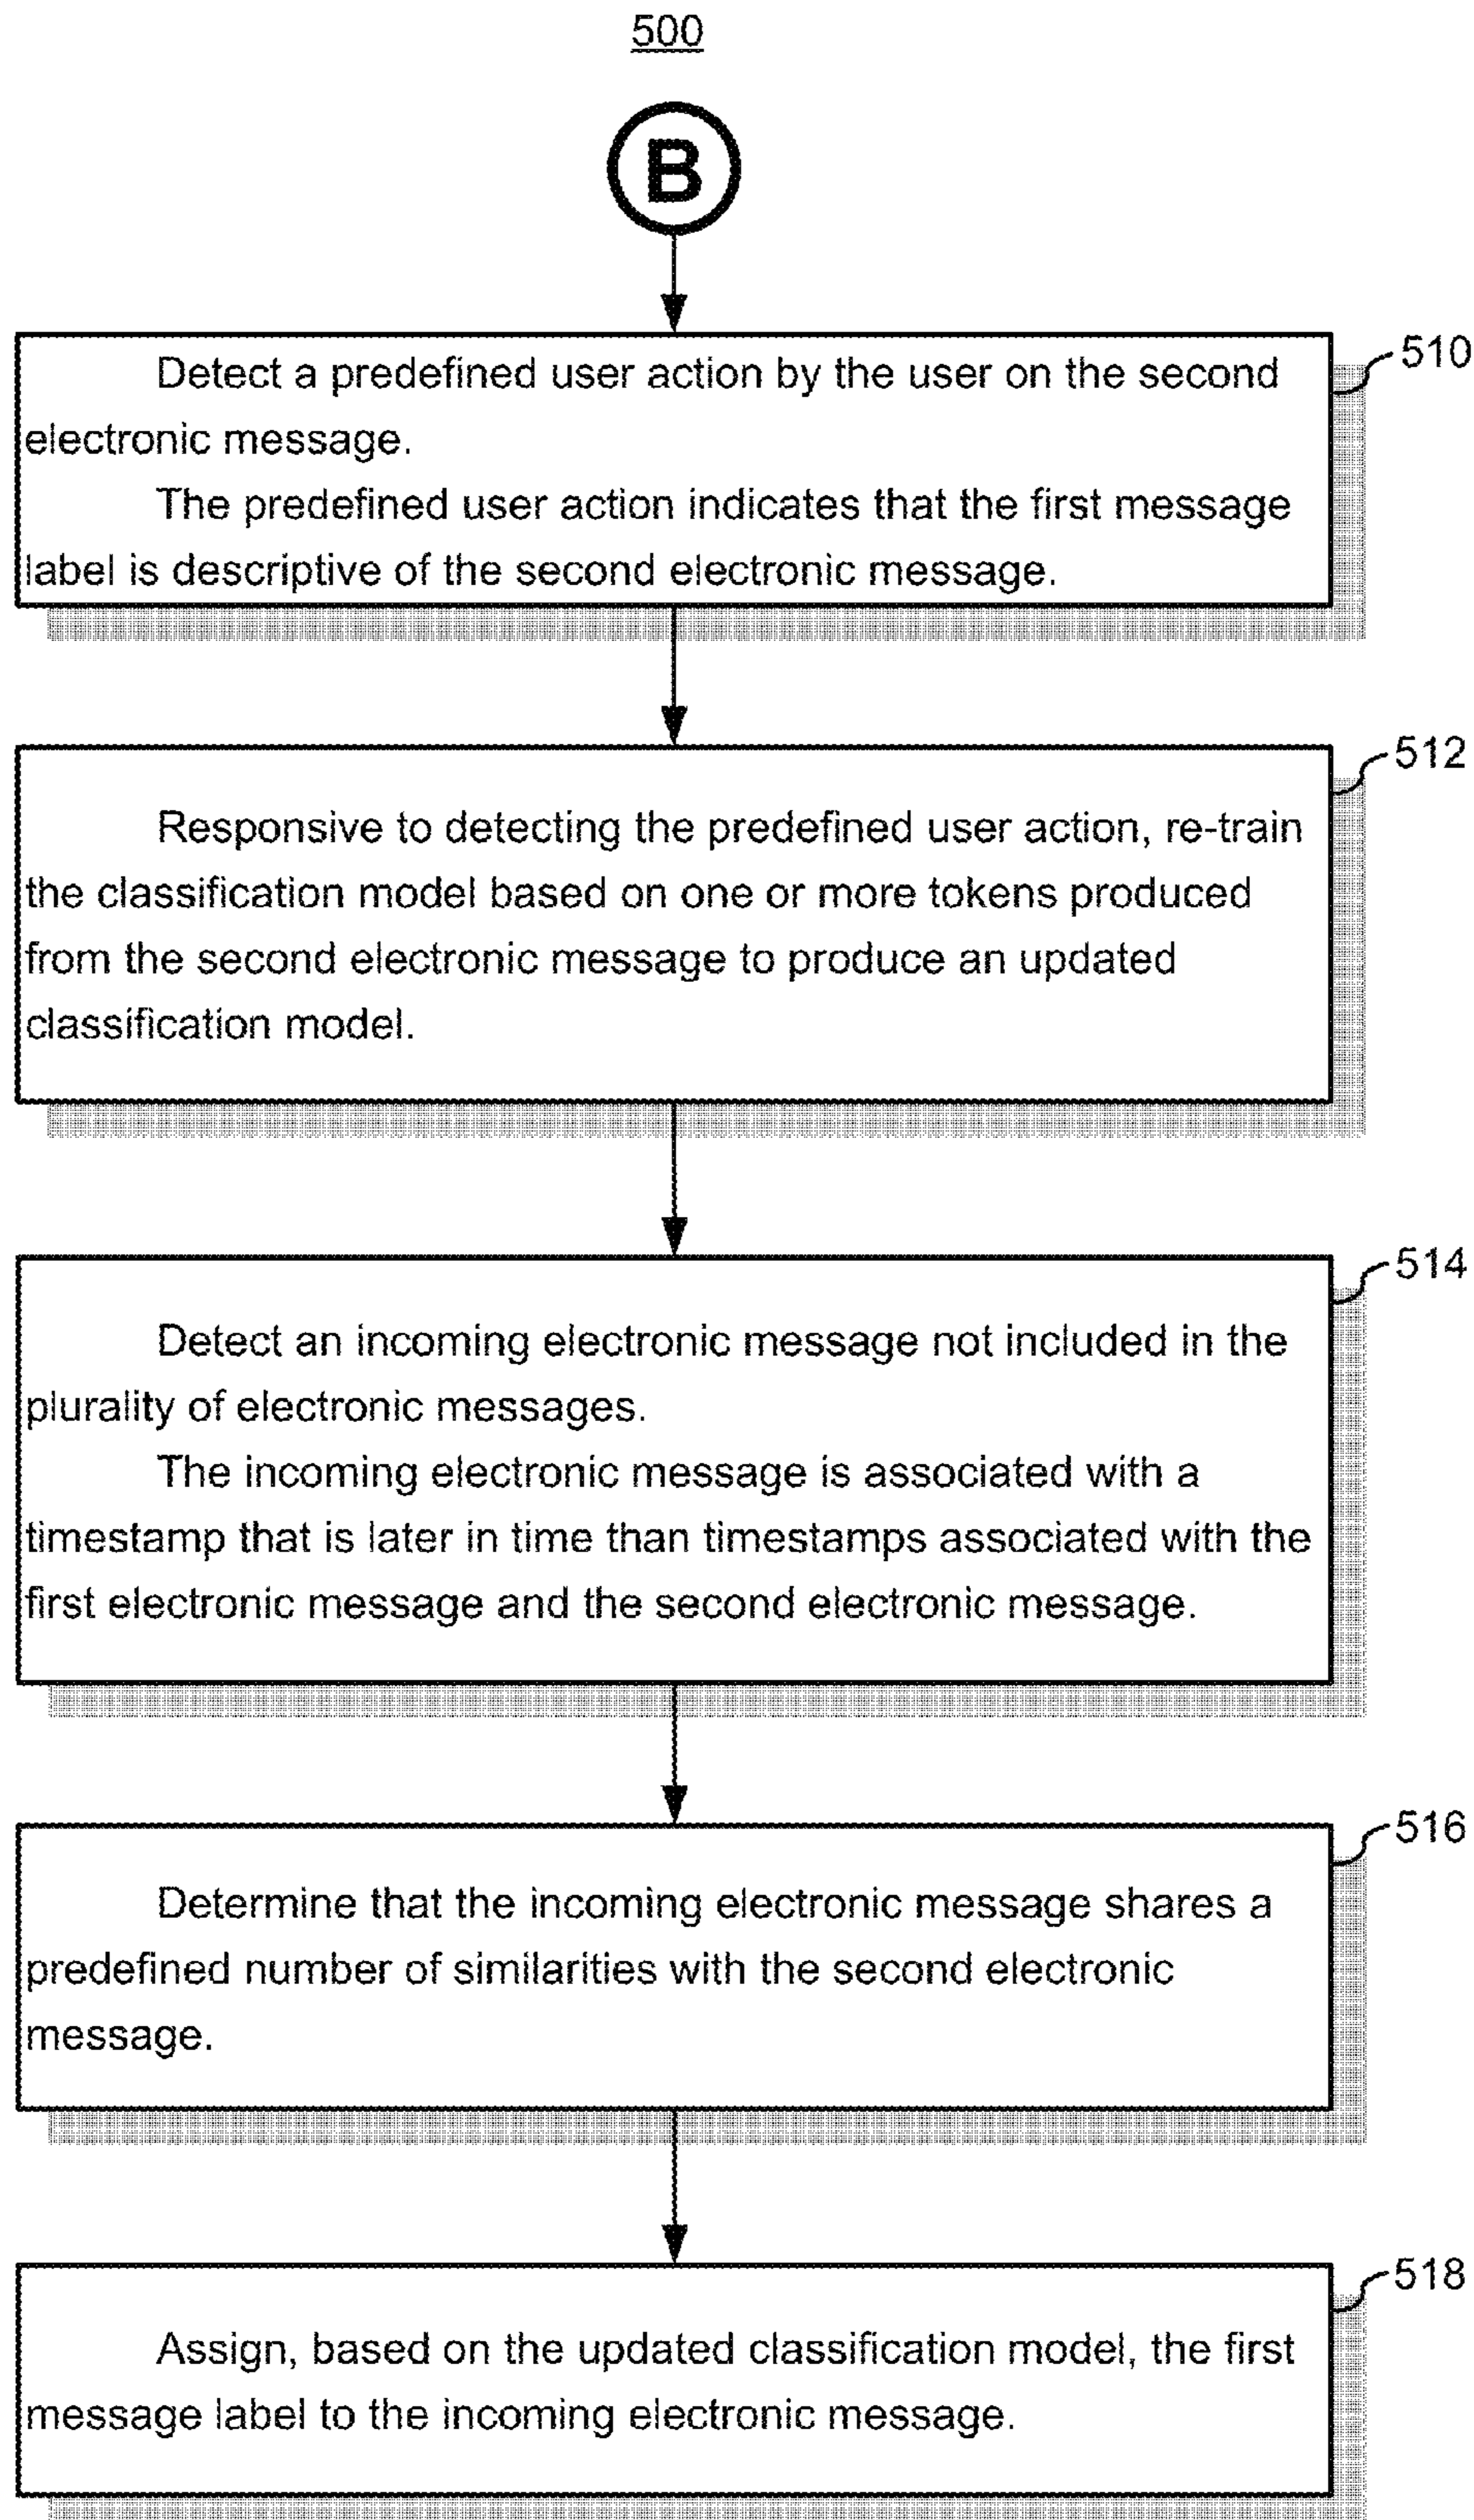 500
B
510
Detect a predefined user action by the user on the second
electronic message.
The predefined user action indicates that the first message
label is descriptive of the second electronic message.
512
Responsive to detecting the predefined user action, re-train
the classification model based on one or more tokens produced
from the second electronic message to produce an updated
classification model.
514
Detect an incoming electronic message not included in the
plurality of electronic messages.
The incoming electronic message is associated with a
timestamp that is later in time than timestamps associated with the
first electronic message and the second electronic message.
516
Determine that the incoming electronic message shares a
predefined number of similarities with the second electronic
message.
518
Assign, based on the updated classification model, the first
message label to the incoming electronic message.